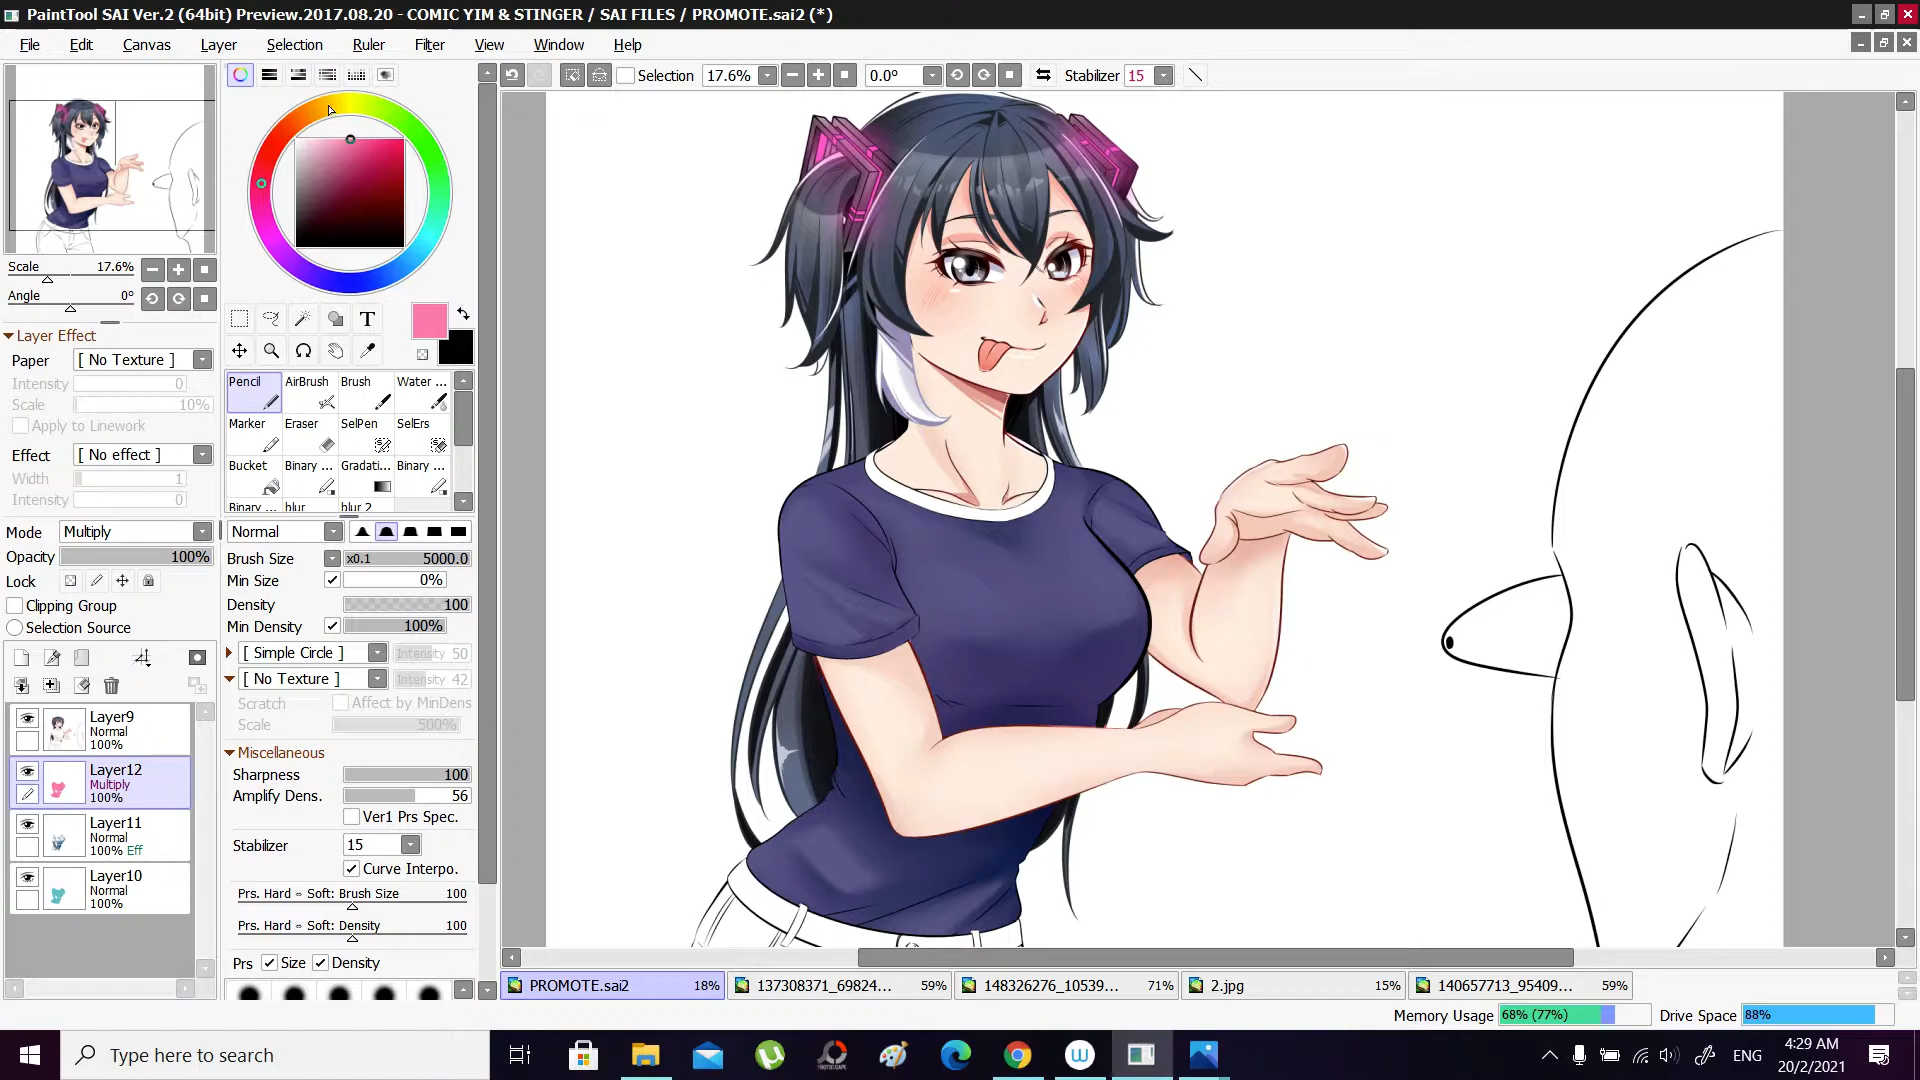 PaintTool SAI Ver.2 (64bit) Preview.2017.08.20 - COMIC YIM & STINGER / SAI FILES / PROMOTE.sai2 (*)
File Edit Canvas Layer Selection Ruler Filter View Window Help
Selection 17.6% 0.0º Stabilizer 15
Scale 17.6%
Angle 0º
Layer Effect
Paper [ No Texture ]
Intensity 0
Scale 10%
Apply to Linework
Effect [ No effect ]
Width 1
Intensity 0
Mode Multiply
Opacity 100%
Lock
Clipping Group
Selection Source
Layer9
Normal
100%
Layer12
Multiply
100%
Layer11
Normal
100% Eff
Layer10
Normal
100%
T
Pencil AirBrush Brush Water ...
Marker Eraser SelPen SelErs
Bucket Binary ... Gradati... Binary ...
Binary ... blur blur 2
Normal
Brush Size x0.1 5000.0
Min Size 0%
Density 100
Min Density 100%
[ Simple Circle ] Intensity 50
[ No Texture ] Intensity 42
Scratch Affect by MinDens
Scale 500%
Miscellaneous
Sharpness 100
Amplify Dens. 56
Ver1 Prs Spec.
Stabilizer 15
Curve Interpo.
Prs. Hard ⇔ Soft: Brush Size 100
Prs. Hard ⇔ Soft: Density 100
Prs Size Density
PROMOTE.sai2 18% 137308371_69824... 59% 148326276_10539... 71% 2.jpg 15% 140657713_95409... 59%
Memory Usage 68% (77%) Drive Space 88%
Type here to search
PHOTOSCAPE
ENG
4:29 AM
20/2/2021